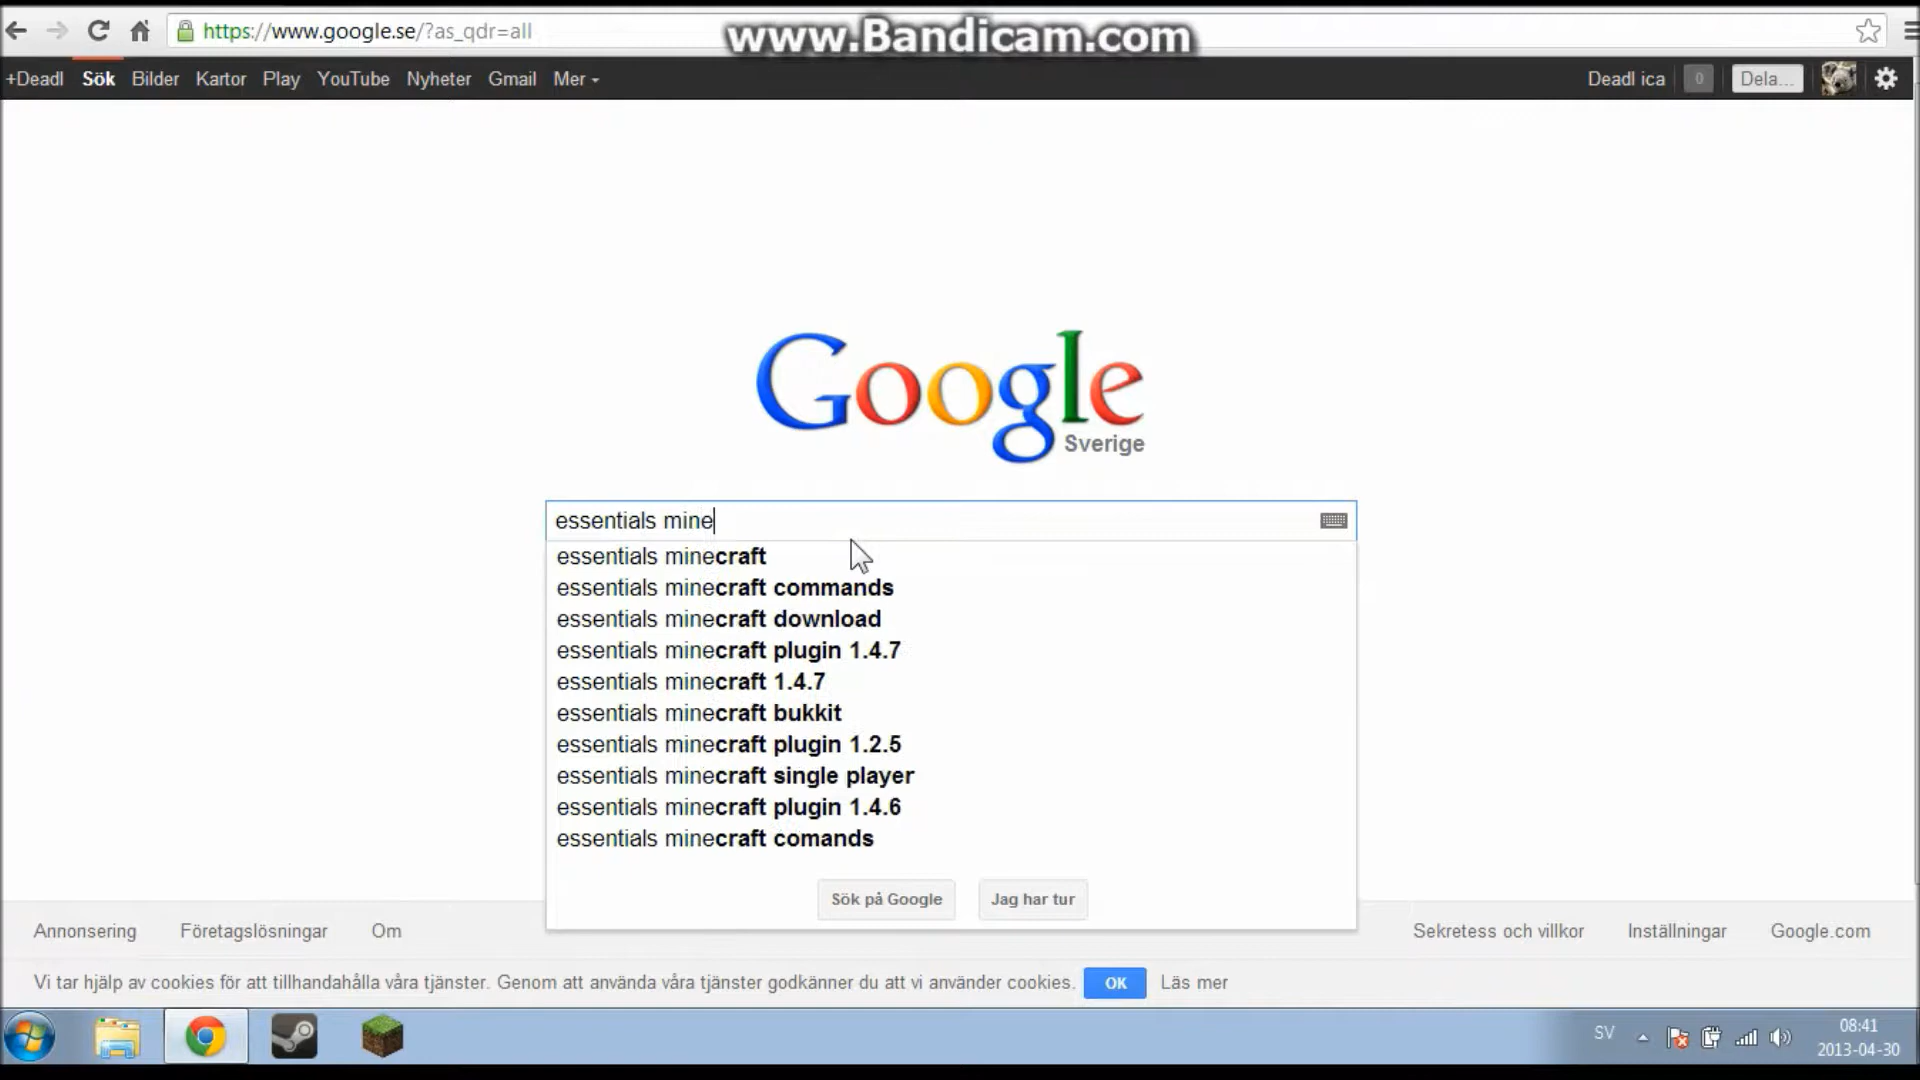 www.Bandicam.com
https://www.google.se/?as_qdr=all
+Deadl Sök Bilder Kartor Play YouTube Nyheter Gmail Mer Deadl ica 0 Dela...
Google
Sverige
essentials mine
essentials minecraft
essentials minecraft commands
essentials minecraft download
essentials minecraft plugin 1.4.7
essentials minecraft 1.4.7
essentials minecraft bukkit
essentials minecraft plugin 1.2.5
essentials minecraft single player
essentials minecraft plugin 1.4.6
essentials minecraft comands
Sök på Google Jag har tur
Annonsering Företagslösningar Om Sekretess och villkor Inställningar Google.com
Vi tar hjälp av cookies för att tillhandahålla våra tjänster. Genom att använda våra tjänster godkänner du att vi använder cookies. OK Läs mer
SV 08:41
2013-04-30